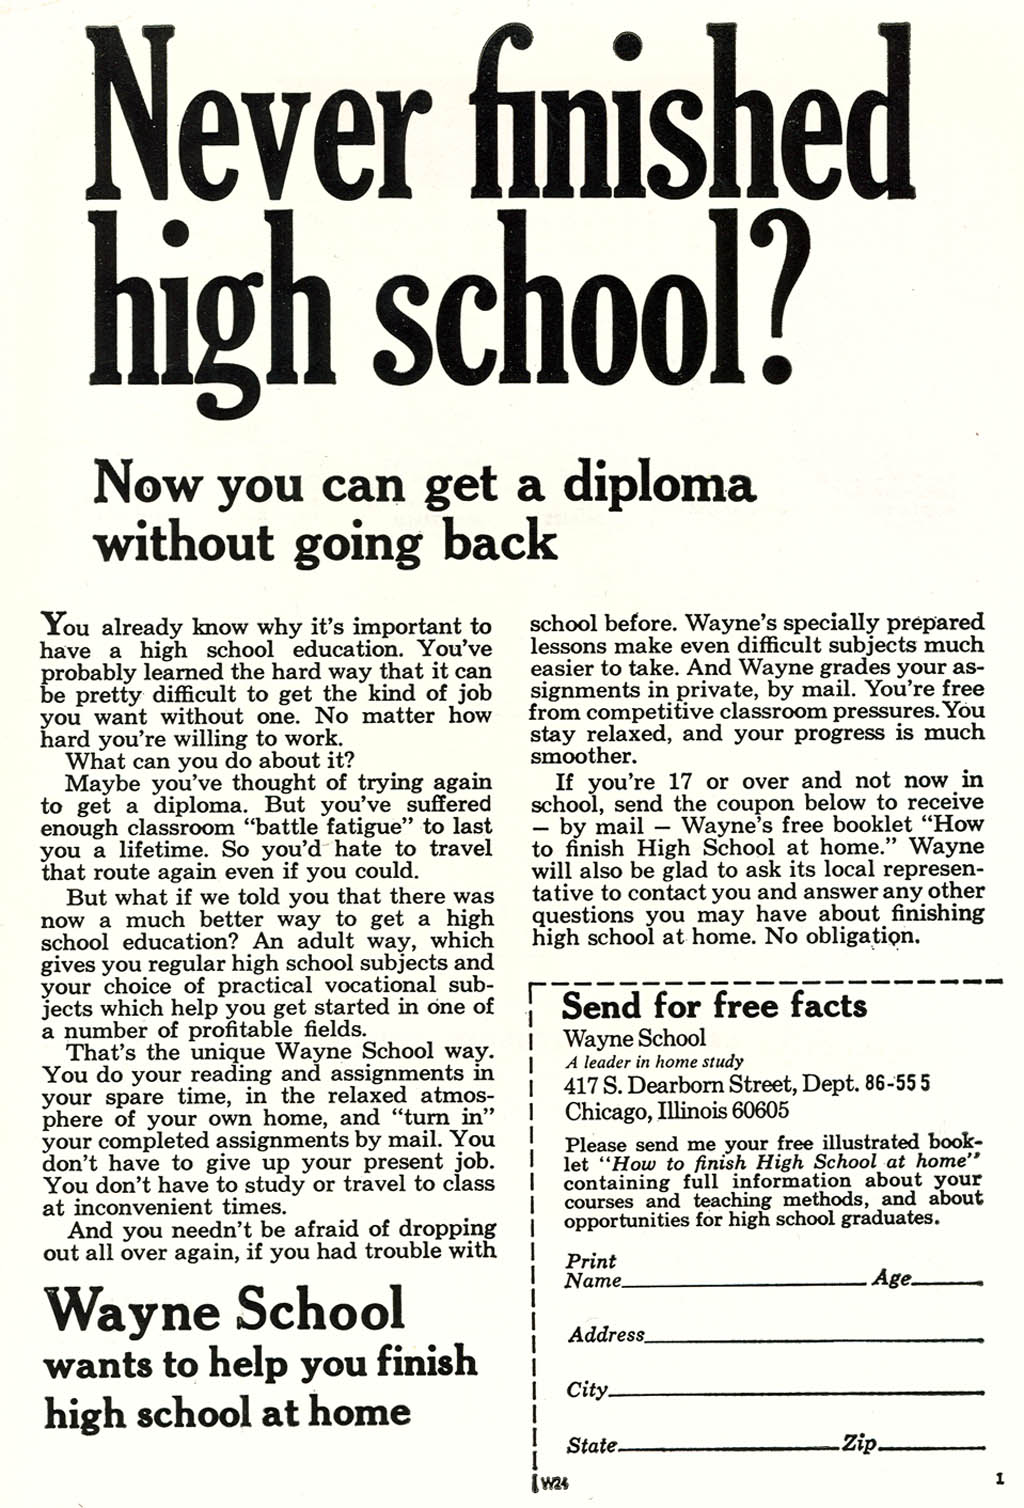 Never finished
high school?
Now you can get a diploma
without going back
You already know why it's important to
have a high school education. You've
probably learned the hard way that it can
be pretty difficult to get the kind of job
you want without one. No matter how
hard you're willing to work.
What can you do about it?
Maybe you've thought of trying again
to get a diploma. But you've suffered
enough classroom "battle fatigue" to last
you a lifetime. So you'd hate to travel
that route again even if you could.
But what if we told you that there was
now a much better way to get a high
school education? An adult way, which
gives you regular high school subjects and
your choice of practical vocational sub-
jects which help you get started in one of
a number of profitable fields.
That's the unique Wayne School way.
You do your reading and assignments in
your spare time, in the relaxed atmos-
phere of your own home, and "turn in"
your completed assignments by mail. You
don't have to give up your present job.
You don't have to study or travel to class
at inconvenient times.
And you needn't be afraid of dropping
out all over again, if you had trouble with
school before. Wayne's specially prepared
lessons make even difficult subjects much
easier to take. And Wayne grades your as-
signments in private, by mail. You're free
from competitive classroom pressures. You
stay relaxed, and your progress is much
smoother.
If you're 17 or over and not now in
school, send the coupon below to receive
— by mail — Wayne's free booklet "How
to finish High School at home." Wayne
will also be glad to ask its local represen-
tative to contact you and answer any other
questions you may have about finishing
high school at home. No obligation.
Wayne School
wants to help you finish
high school at home
Send for free facts
Wayne School
A leader in home study
417 S. Dearborn Street, Dept. 86-555
Chicago, Illinois 60605
Please send me your free illustrated book-
let "How to finish High School at home"
containing full information about your
courses and teaching methods, and about
opportunities for high school graduates.
Print
Name Age
Address
City
State Zip
W24
1